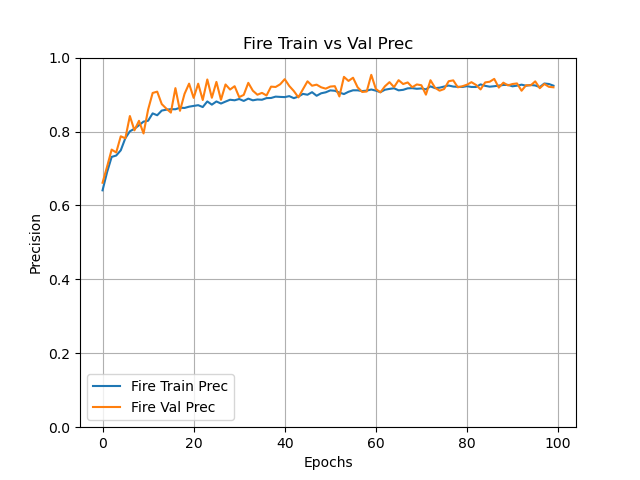 Fire Train vs Val Prec
1.0
0.8
0.6
0.4
0.2
0.0
Precision
Fire Train Prec
Fire Val Prec
0 20 40 60 80 100
Epochs